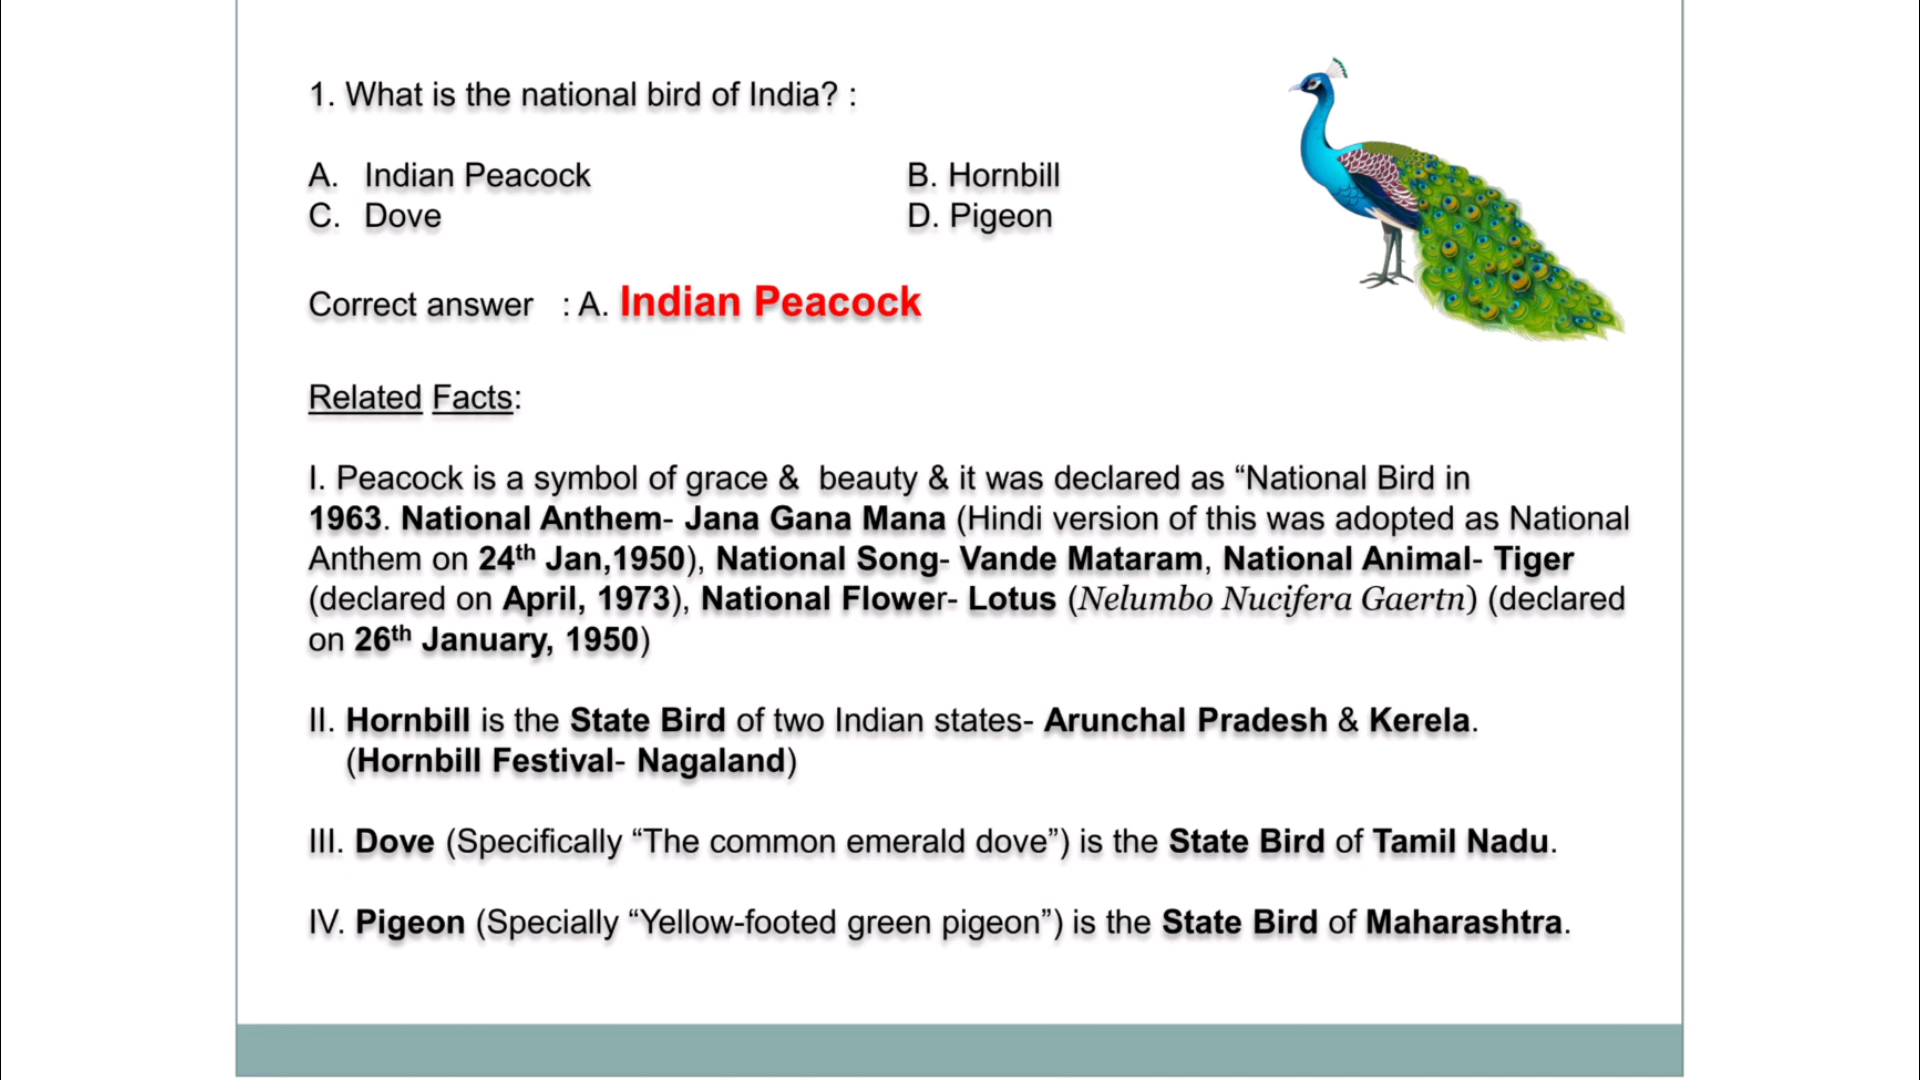 1. What is the national bird of India? :
A. Indian Peacock B. Hornbill
C. Dove D. Pigeon
Correct answer : A. Indian Peacock
Related Facts:
I. Peacock is a symbol of grace & beauty & it was declared as “National Bird in
1963. National Anthem- Jana Gana Mana (Hindi version of this was adopted as National
Anthem on 24th Jan,1950), National Song- Vande Mataram, National Animal- Tiger
(declared on April, 1973), National Flower- Lotus (Nelumbo Nucifera Gaertn) (declared
on 26th January, 1950)
II. Hornbill is the State Bird of two Indian states- Arunchal Pradesh & Kerela.
(Hornbill Festival- Nagaland)
III. Dove (Specifically “The common emerald dove”) is the State Bird of Tamil Nadu.
IV. Pigeon (Specially “Yellow-footed green pigeon”) is the State Bird of Maharashtra.